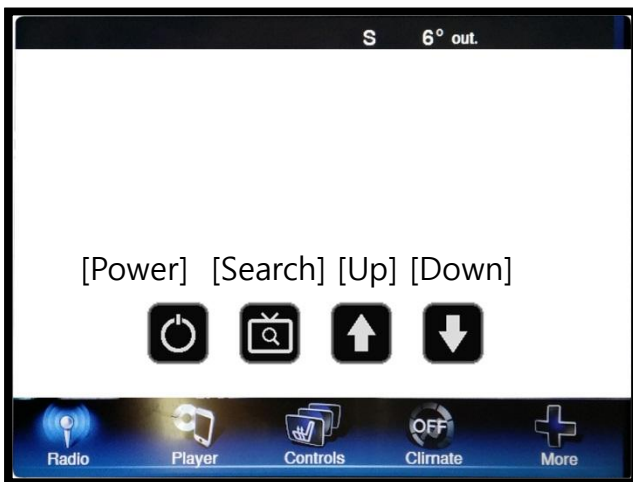 S 6° out.
[Power] [Search] [Up] [Down]
OFF
Radio Player Controls Climate More